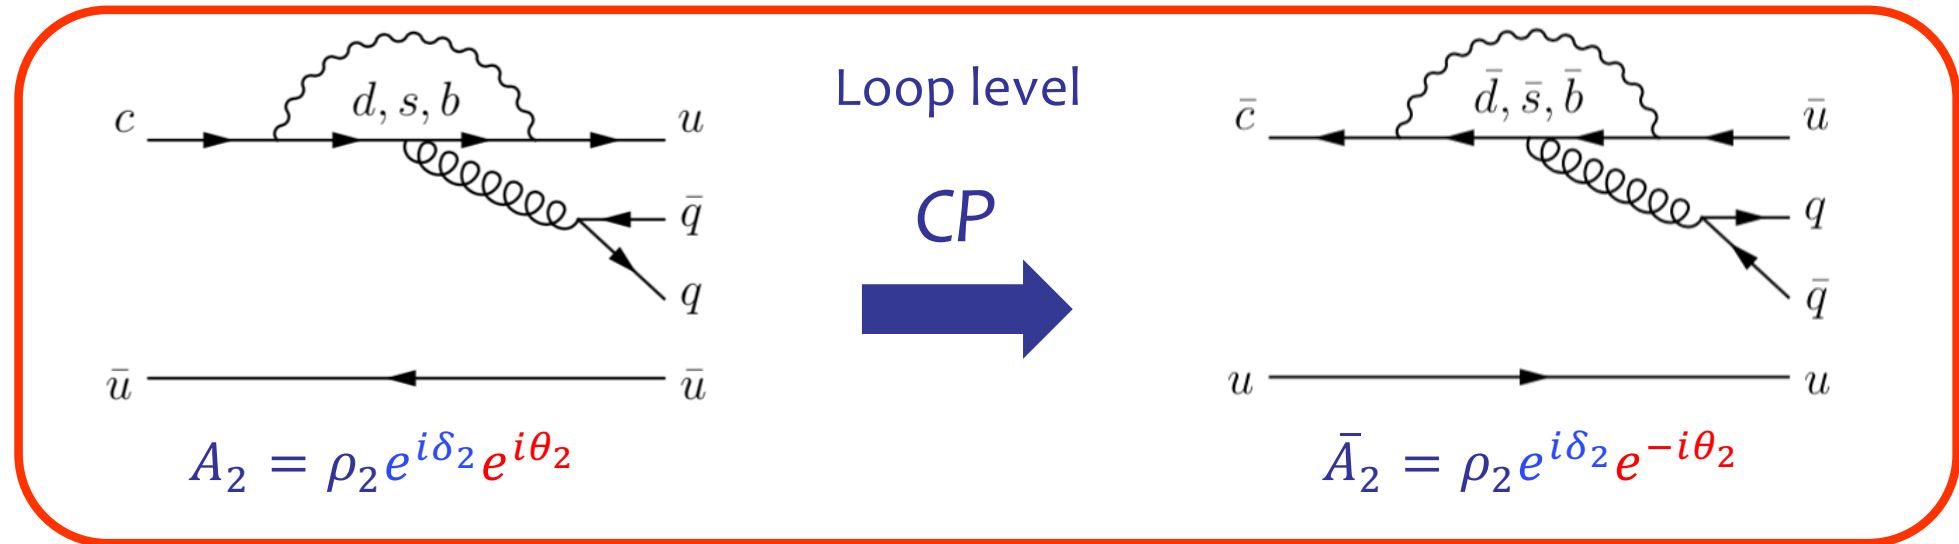 Loop level
CP
c
d, s, b
u
q̄
q
ū
ū
A₂ = ρ₂e^{iδ₂}e^{iθ₂}
c̄
d̄, s̄, b̄
ū
q
q̄
u
u
Ā₂ = ρ₂e^{iδ₂}e^{−iθ₂}